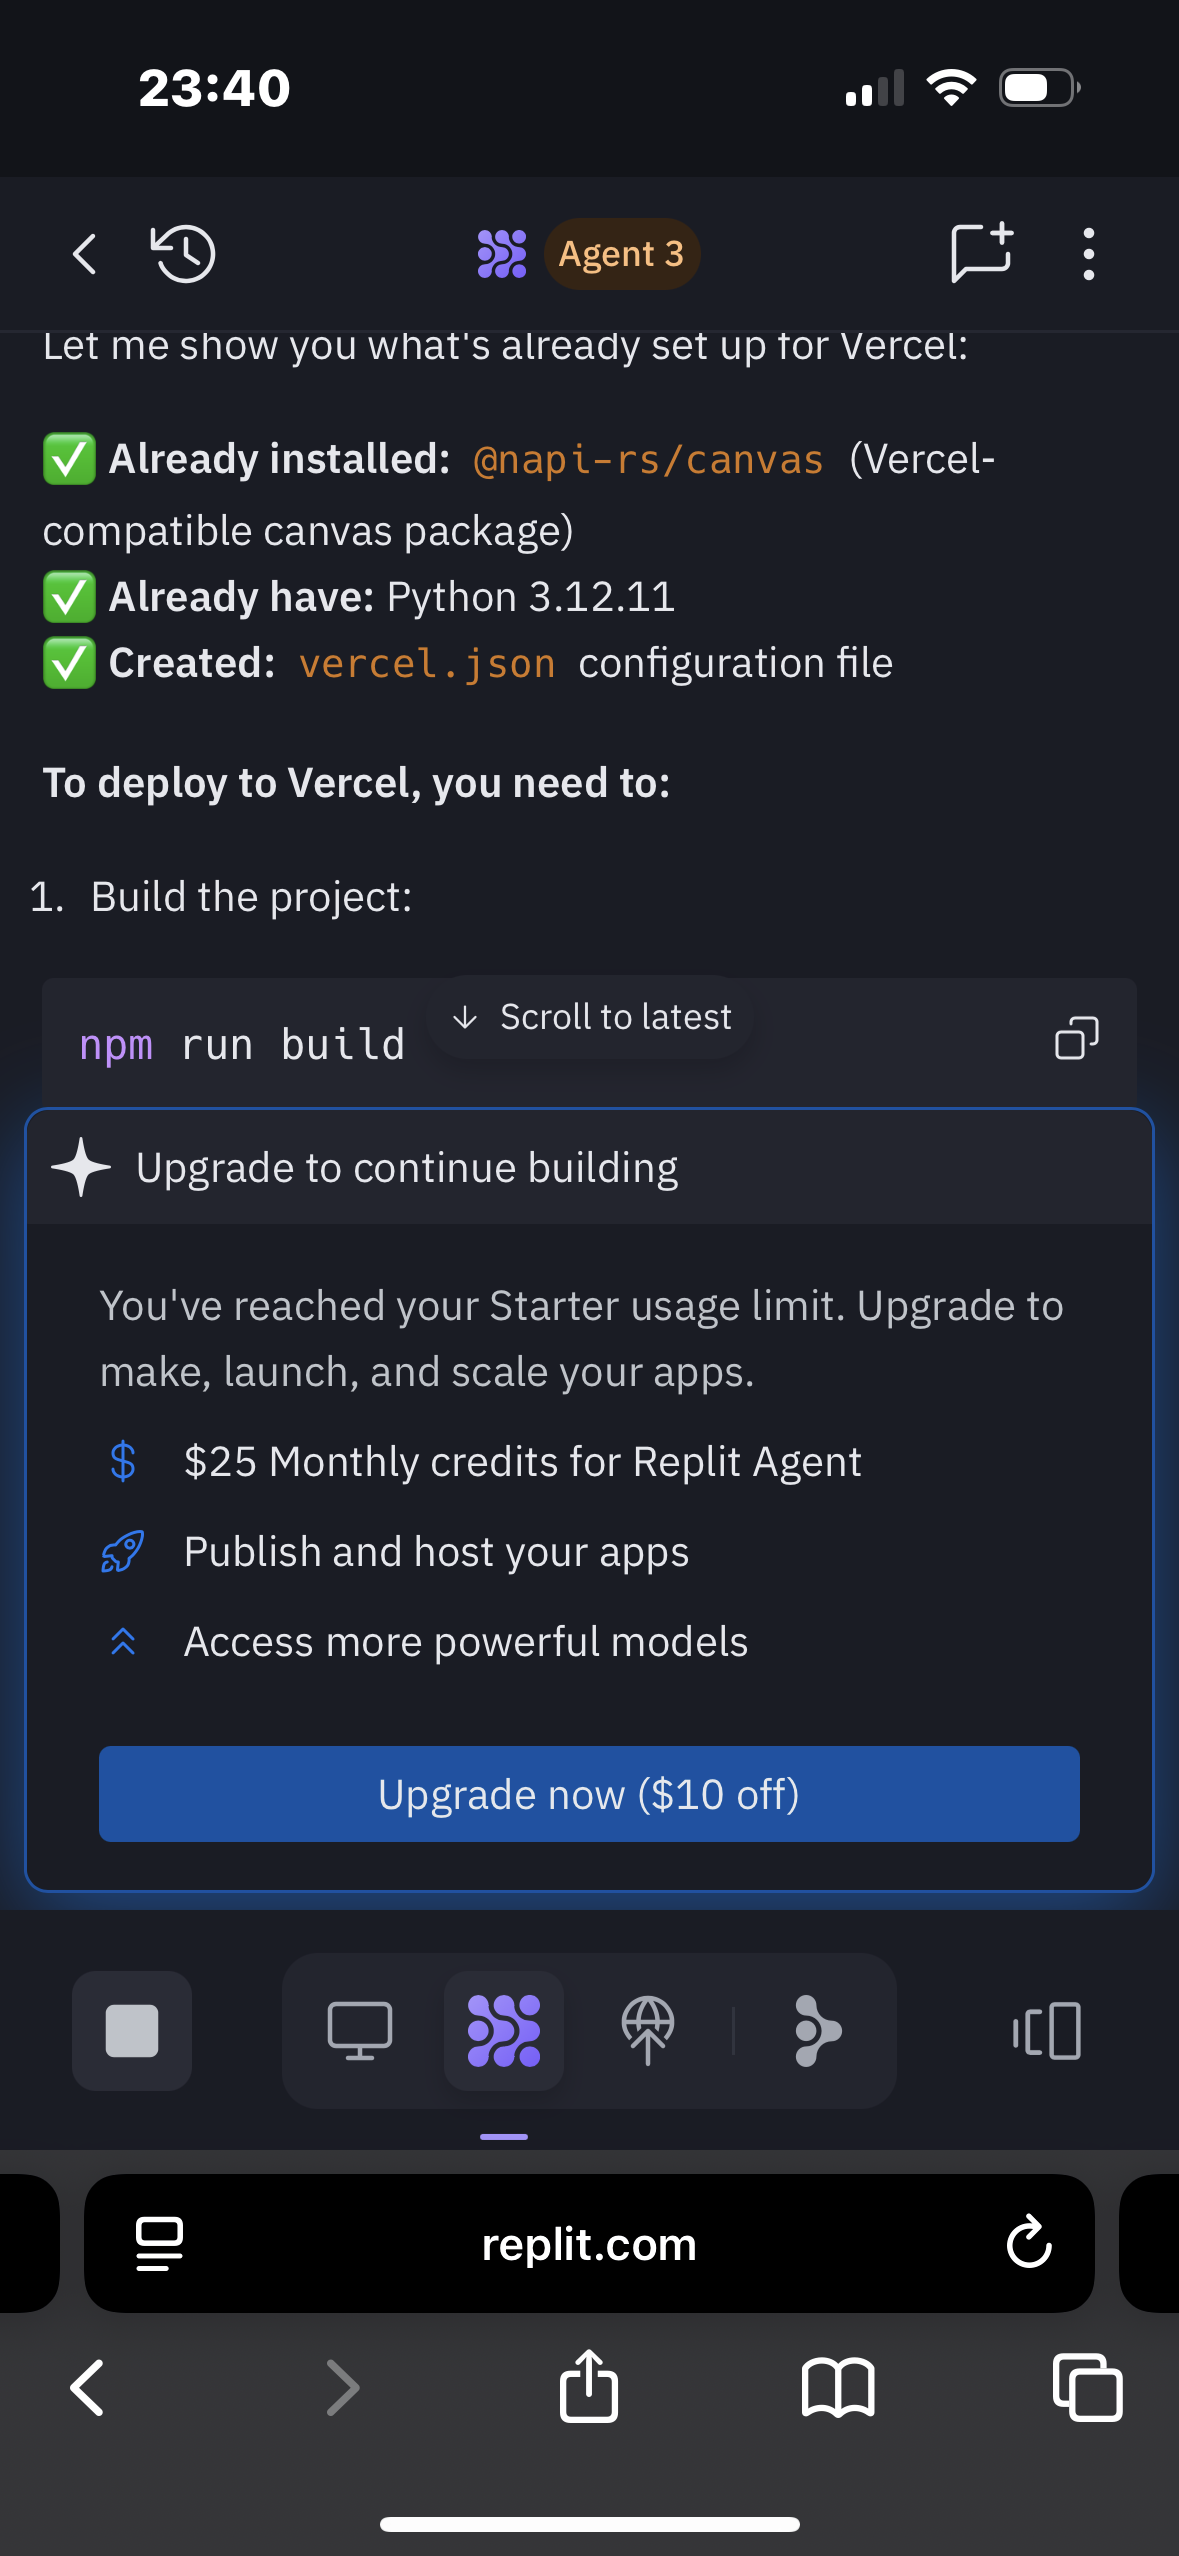 23:40
Agent 3
Let me show you what's already set up for Vercel:
✅ Already installed: @napi-rs/canvas (Vercel-
compatible canvas package)
✅ Already have: Python 3.12.11
✅ Created: vercel.json configuration file
To deploy to Vercel, you need to:
1. Build the project:
Scroll to latest
npm run build
Upgrade to continue building
You've reached your Starter usage limit. Upgrade to
make, launch, and scale your apps.
$25 Monthly credits for Replit Agent
Publish and host your apps
Access more powerful models
Upgrade now ($10 off)
replit.com